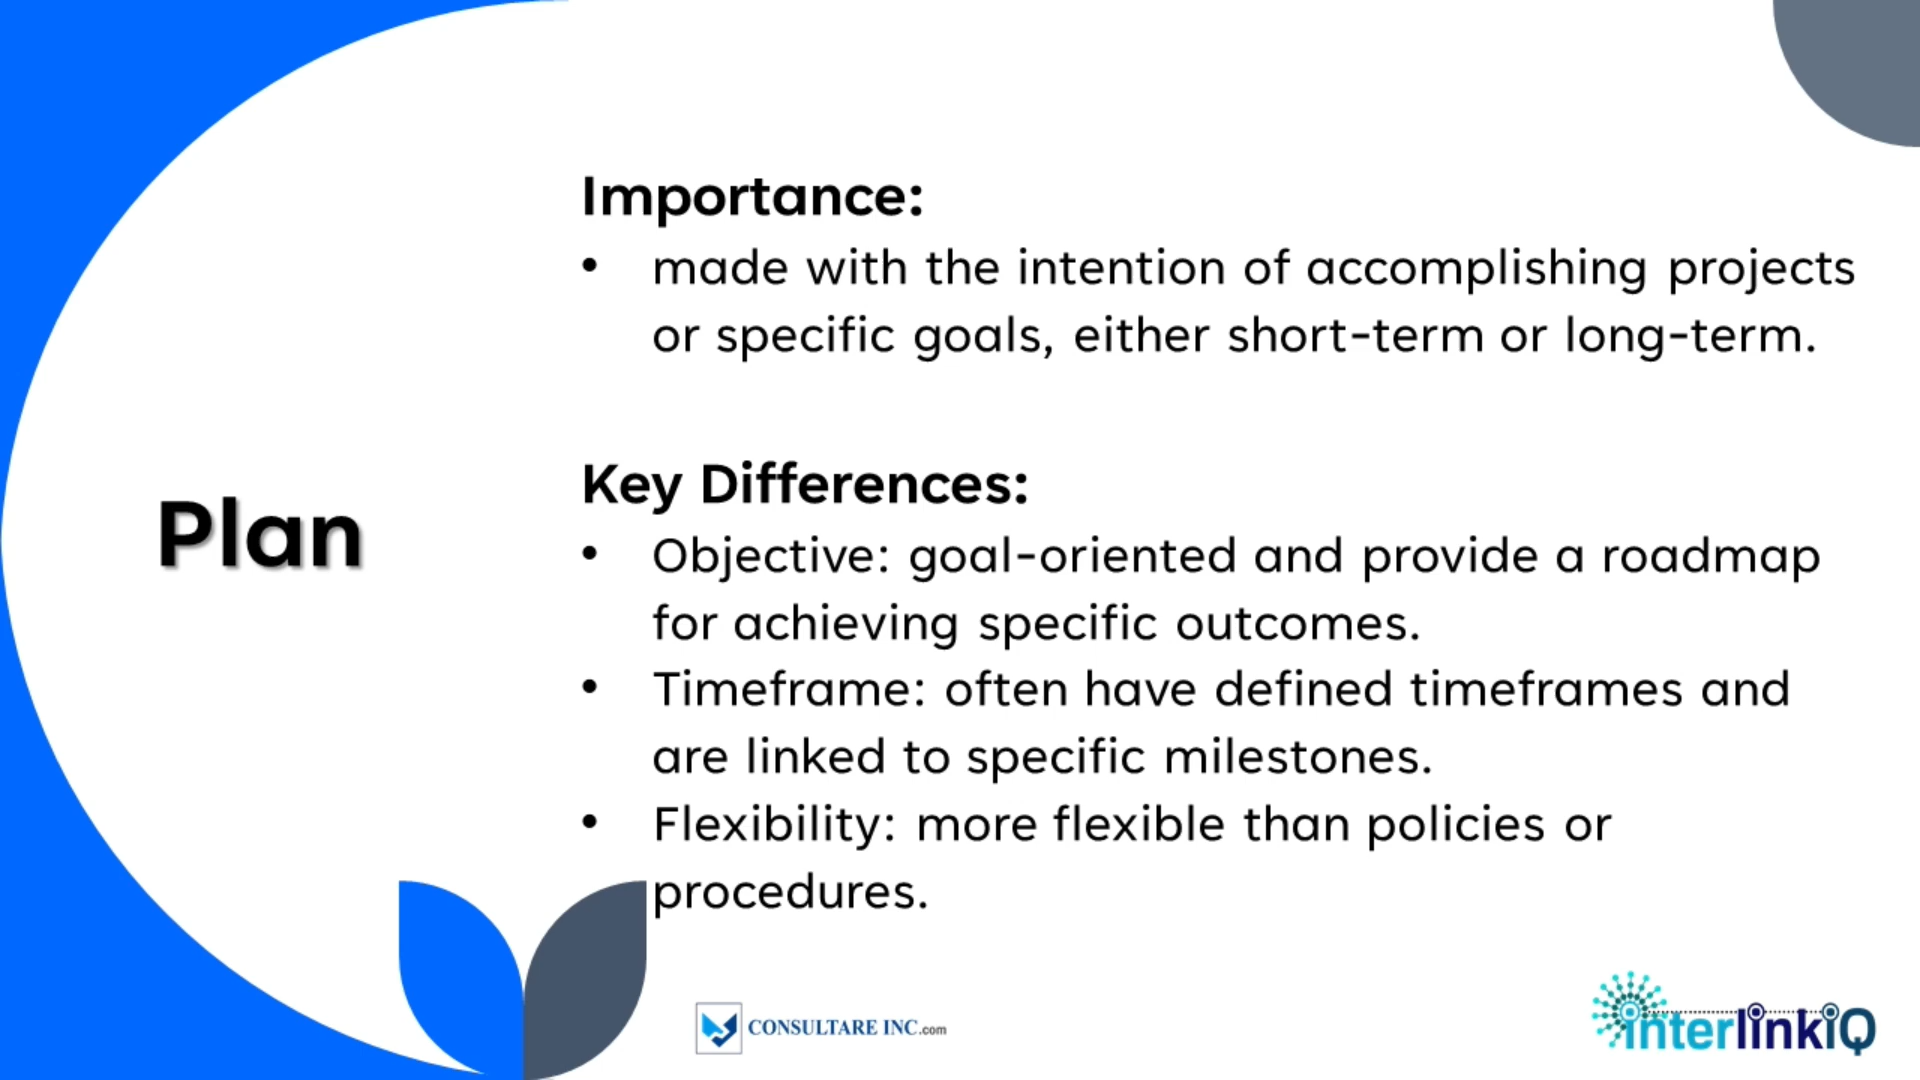 Importance:
• made with the intention of accomplishing projects
or specific goals, either short-term or long-term.
Key Differences:
• Objective: goal-oriented and provide a roadmap
for achieving specific outcomes.
• Timeframe: often have defined timeframes and
are linked to specific milestones.
• Flexibility: more flexible than policies or
procedures.
Plan
CONSULTARE INC.com
interlinkIQ